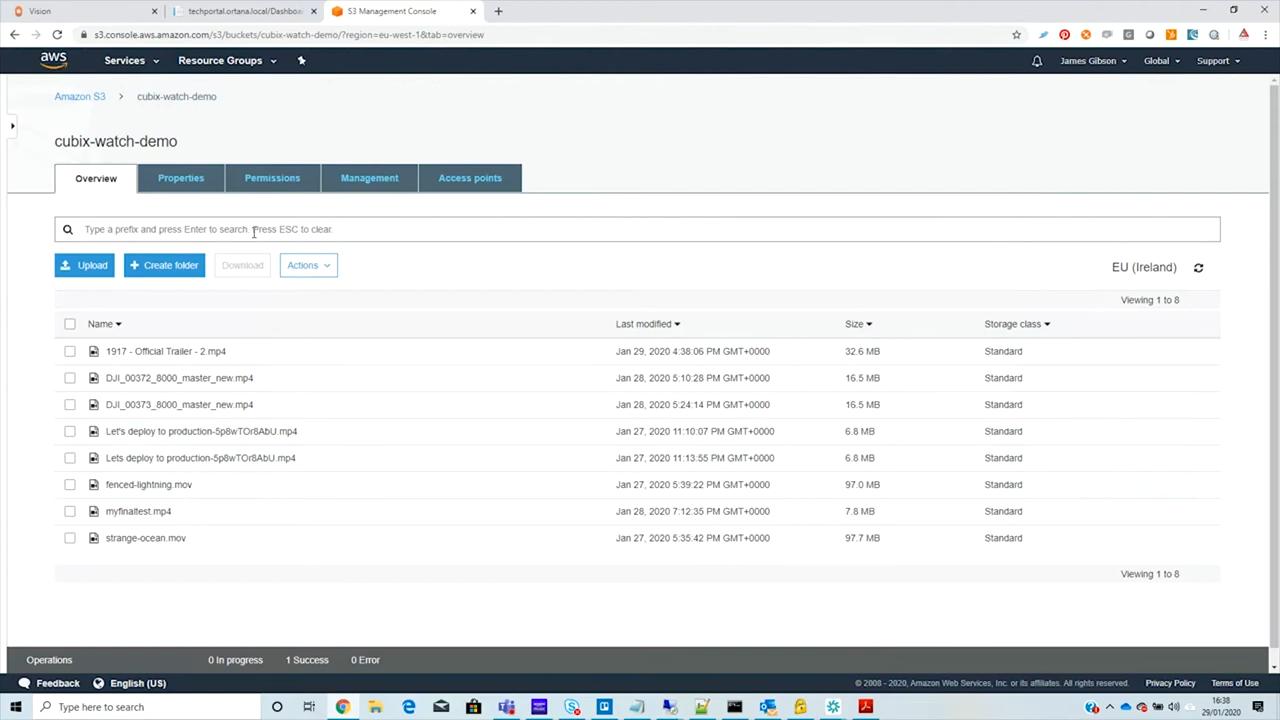 Vision
techportal.ortana.local/Dashboa
S3 Management Console
s3.console.aws.amazon.com/s3/buckets/cubix-watch-demo/?region=eu-west-1&tab=overview
aws Services Resource Groups James Gibson Global Support
Amazon S3 > cubix-watch-demo
cubix-watch-demo
Overview Properties Permissions Management Access points
Type a prefix and press Enter to search. Press ESC to clear.
Upload + Create folder Download Actions EU (Ireland)
Viewing 1 to 8
Name Last modified Size Storage class
1917 - Official Trailer - 2.mp4 Jan 29, 2020 4:38:06 PM GMT+0000 32.6 MB Standard
DJI_00372_8000_master_new.mp4 Jan 28, 2020 5:10:28 PM GMT+0000 16.5 MB Standard
DJI_00373_8000_master_new.mp4 Jan 28, 2020 5:24:14 PM GMT+0000 16.5 MB Standard
Let's deploy to production-5p8wTOr8AbU.mp4 Jan 27, 2020 11:10:07 PM GMT+0000 6.8 MB Standard
Lets deploy to production-5p8wTOr8AbU.mp4 Jan 27, 2020 11:13:55 PM GMT+0000 6.8 MB Standard
fenced-lightning.mov Jan 27, 2020 5:39:22 PM GMT+0000 97.0 MB Standard
myfinaltest.mp4 Jan 28, 2020 7:12:35 PM GMT+0000 7.8 MB Standard
strange-ocean.mov Jan 27, 2020 5:35:42 PM GMT+0000 97.7 MB Standard
Viewing 1 to 8
Operations 0 In progress 1 Success 0 Error
Feedback English (US) © 2008 - 2020, Amazon Web Services, Inc. or its affiliates. All rights reserved. Privacy Policy Terms of Use
Type here to search 16:38
29/01/2020